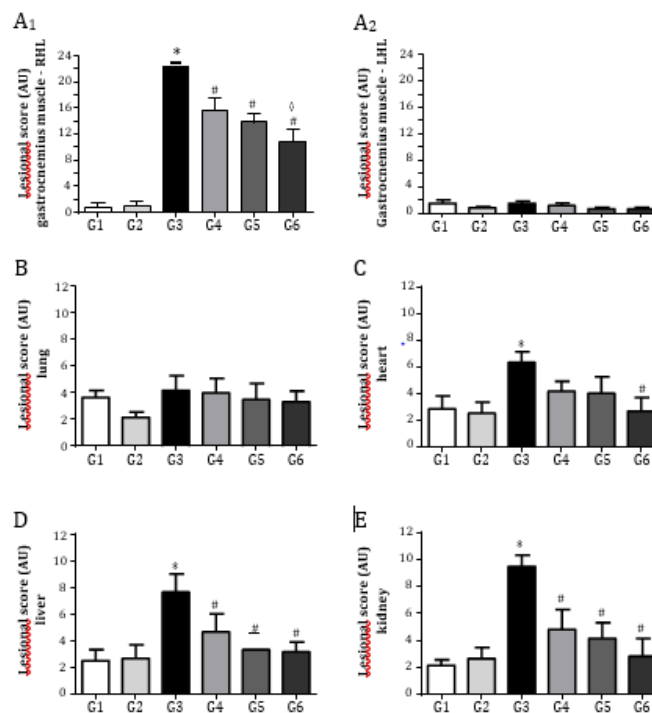 A1
Lesional score (AU)
gastrocnemius muscle - RHL
24
20
16
12
8
4
0
*
#
#
◊
#
G1 G2 G3 G4 G5 G6
A2
Lesional score (AU)
Gastrocnemius muscle - LHL
24
20
16
12
8
4
0
G1 G2 G3 G4 G5 G6
B
Lesional score (AU)
lung
12
10
8
6
4
2
0
G1 G2 G3 G4 G5 G6
C
Lesional score (AU)
heart
12
10
8
6
4
2
0
*
#
G1 G2 G3 G4 G5 G6
D
Lesional score (AU)
liver
12
10
8
6
4
2
0
*
#
#
#
G1 G2 G3 G4 G5 G6
E
Lesional score (AU)
kidney
12
10
8
6
4
2
0
*
#
#
#
G1 G2 G3 G4 G5 G6